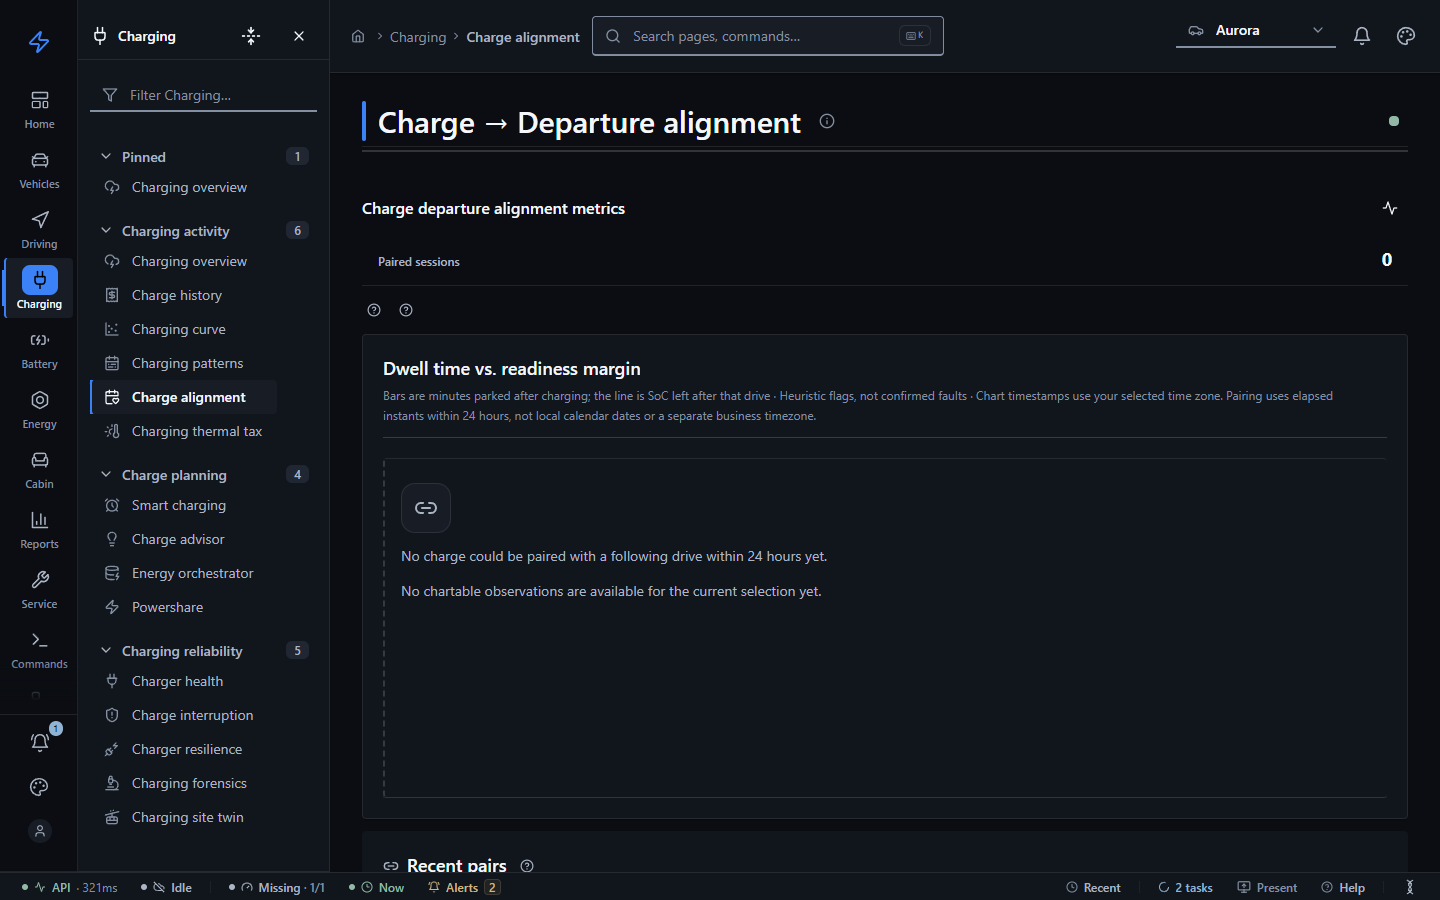 Charging
Charging
Charge alignment
Search pages, commands...
K
Aurora
Home
Vehicles
Driving
Charging
Battery
Energy
Cabin
Reports
Service
Commands
1
Filter Charging...
Pinned
1
Charging overview
Charging activity
6
Charging overview
Charge history
Charging curve
Charging patterns
Charge alignment
Charging thermal tax
Charge planning
4
Smart charging
Charge advisor
Energy orchestrator
Powershare
Charging reliability
5
Charger health
Charge interruption
Charger resilience
Charging forensics
Charging site twin
Charge → Departure alignment
Charge departure alignment metrics
Paired sessions
0
Dwell time vs. readiness margin
Bars are minutes parked after charging; the line is SoC left after that drive · Heuristic flags, not confirmed faults · Chart timestamps use your selected time zone. Pairing uses elapsed
instants within 24 hours, not local calendar dates or a separate business timezone.
No charge could be paired with a following drive within 24 hours yet.
No chartable observations are available for the current selection yet.
Recent pairs
API · 321ms
Idle
Missing · 1/1
Now
Alerts 2
Recent
2 tasks
Present
Help